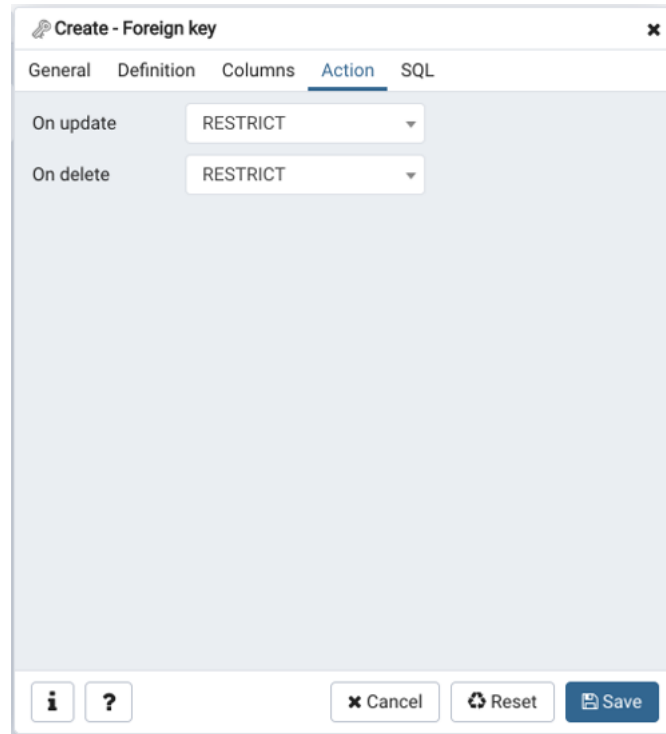 Create - Foreign key
General Definition Columns Action SQL
On update RESTRICT
On delete RESTRICT
i ? Cancel Reset Save